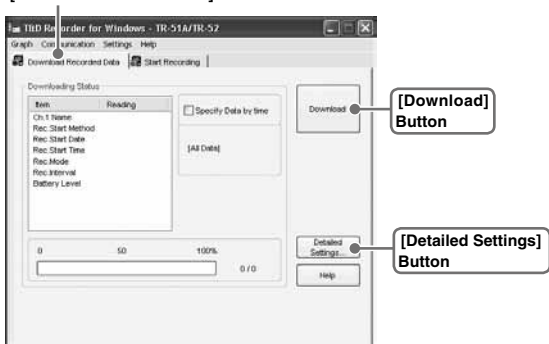 T&D Recorder for Windows - TR-51A/TR-52
Graph Communication Settings Help
Download Recorded Data Start Recording
Downloading Status
Item Reading
Ch.1 Name
Rec.Start Method
Rec.Start Date
Rec.Start Time
Rec.Mode
Rec.Interval
Battery Level
Specify Data by time
[All Data]
Download
[Download]
Button
0 50 100%
0 / 0
Detailed
Settings...
Help
[Detailed Settings]
Button